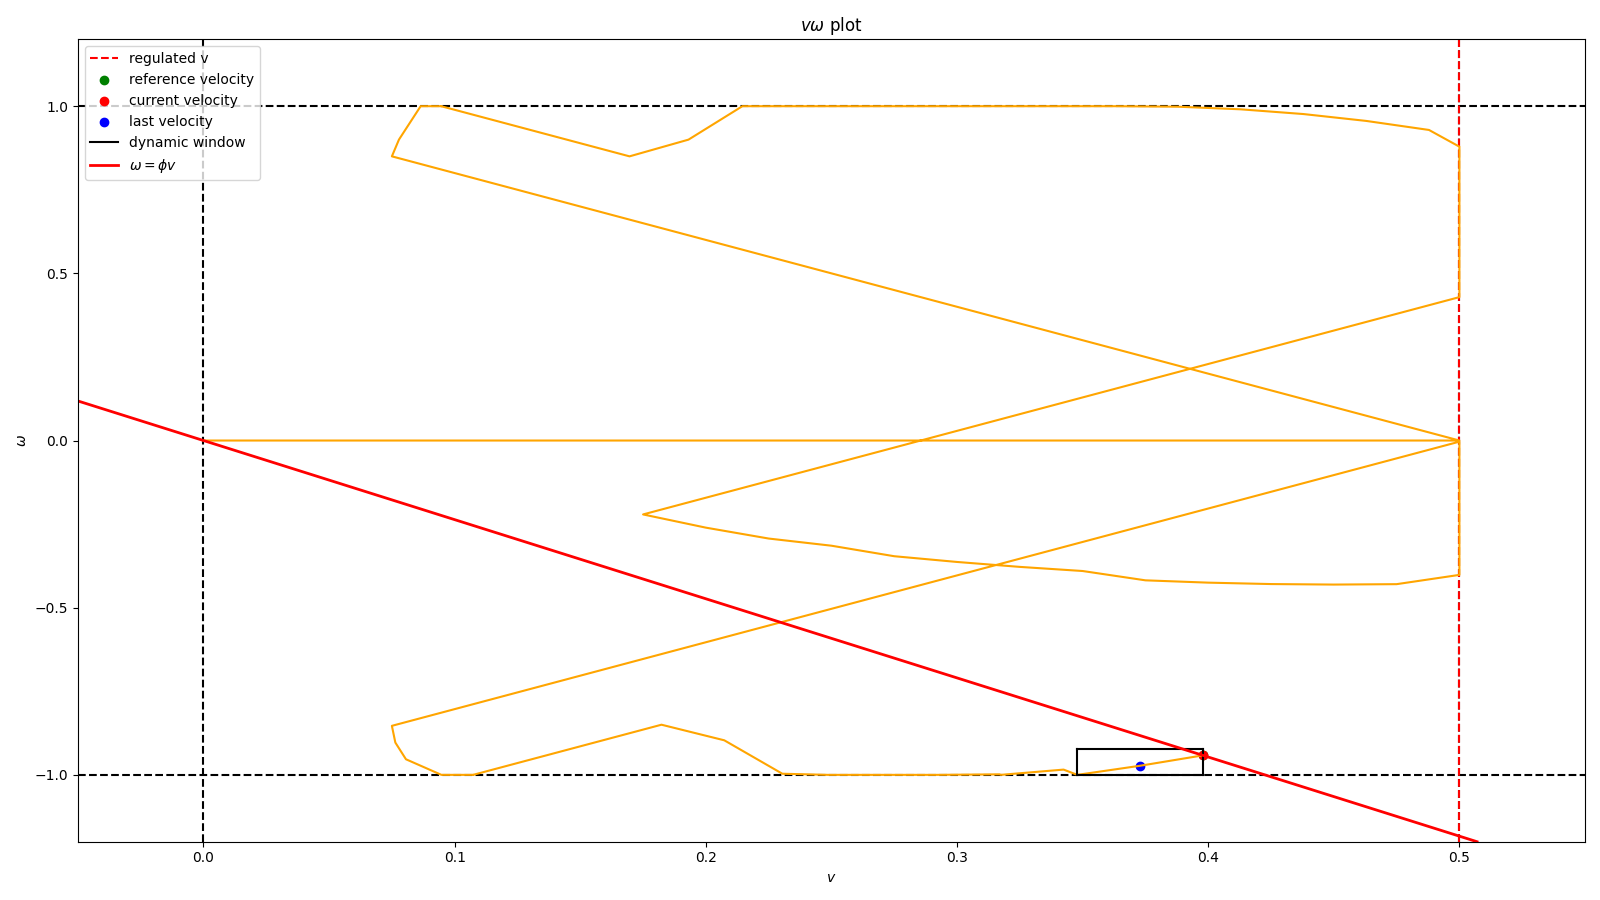 vω plot
regulated v
reference velocity
current velocity
last velocity
dynamic window
ω = ϕv
1.0
0.5
0.0
−0.5
−1.0
ω
0.0 0.1 0.2 0.3 0.4 0.5
v